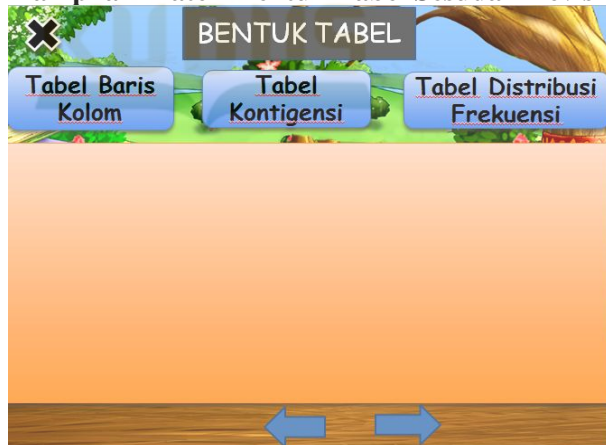 BENTUK TABEL
Tabel Baris
Kolom
Tabel
Kontigensi
Tabel Distribusi
Frekuensi